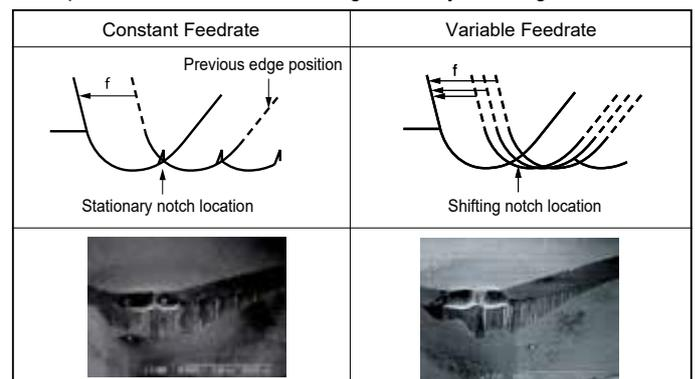 Constant Feedrate
Variable Feedrate
Previous edge position
f
f
Stationary notch location
Shifting notch location